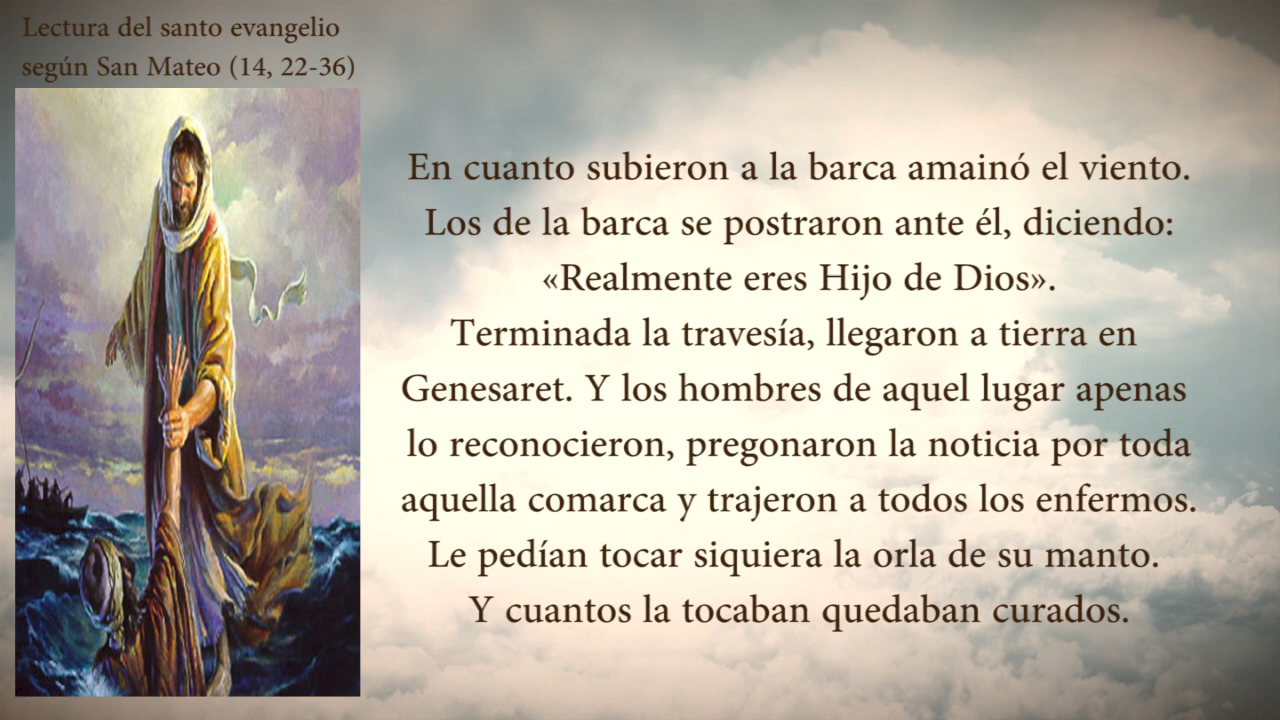 Lectura del santo evangelio
según San Mateo (14, 22-36)
En cuanto subieron a la barca amainó el viento.
Los de la barca se postraron ante él, diciendo:
«Realmente eres Hijo de Dios».
Terminada la travesía, llegaron a tierra en
Genesaret. Y los hombres de aquel lugar apenas
lo reconocieron, pregonaron la noticia por toda
aquella comarca y trajeron a todos los enfermos.
Le pedían tocar siquiera la orla de su manto.
Y cuantos la tocaban quedaban curados.